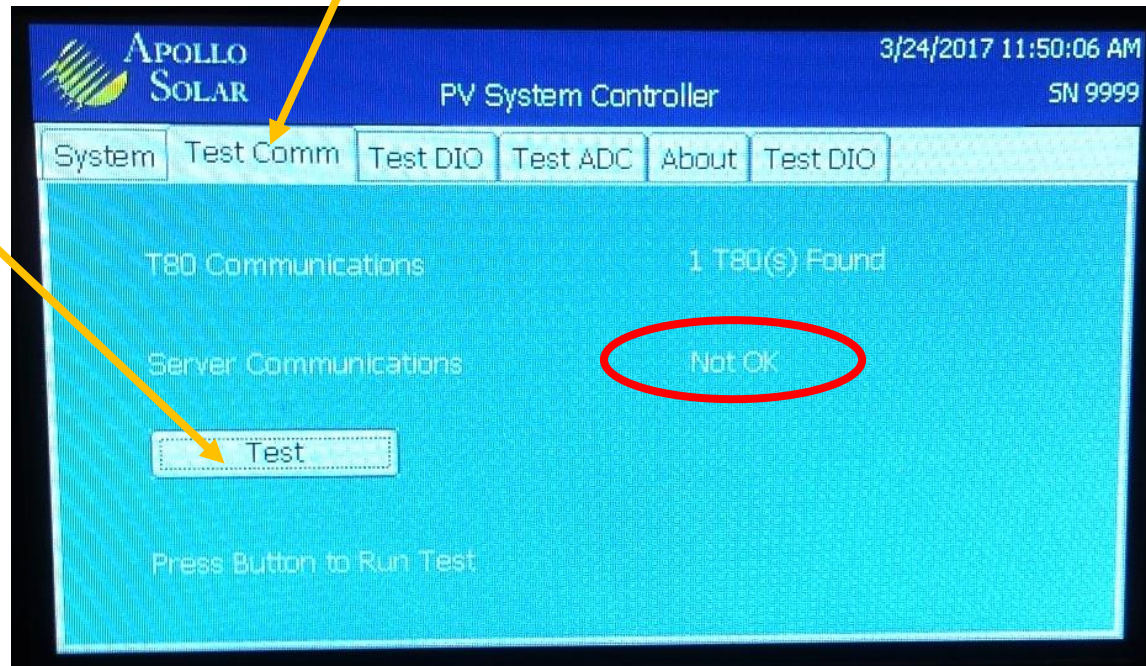 APOLLO
SOLAR
3/24/2017 11:50:06 AM
PV System Controller
SN 9999
System
Test Comm
Test DIO
Test ADC
About
Test DIO
T80 Communications
1 T80(s) Found
Server Communications
Not OK
Test
Press Button to Run Test